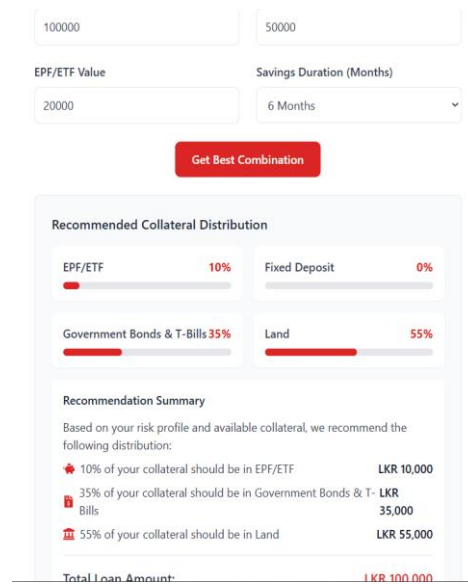 100000 50000
EPF/ETF Value Savings Duration (Months)
20000 6 Months
Get Best Combination
Recommended Collateral Distribution
EPF/ETF 10% Fixed Deposit 0%
Government Bonds & T-Bills 35% Land 55%
Recommendation Summary
Based on your risk profile and available collateral, we recommend the
following distribution:
10% of your collateral should be in EPF/ETF LKR 10,000
35% of your collateral should be in Government Bonds & T- LKR
Bills 35,000
55% of your collateral should be in Land LKR 55,000
Total Loan Amount: LKR 100,000